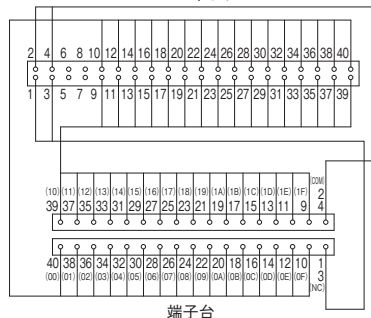 2 4 6 8 10 12 14 16 18 20 22 24 26 28 30 32 34 36 38 40
1 3 5 7 9 11 13 15 17 19 21 23 25 27 29 31 33 35 37 39
(10) (11) (12) (13) (14) (15) (16) (17) (18) (19) (1A) (1B) (1C) (1D) (1E) (1F) (COM)
39 37 35 33 31 29 27 25 23 21 19 17 15 13 11 9 2
4
40 38 36 34 32 30 28 26 24 22 20 18 16 14 12 10 1
(00) (01) (02) (03) (04) (05) (06) (07) (08) (09) (0A) (0B) (0C) (0D) (0E) (0F) 3
(NC)
端子台